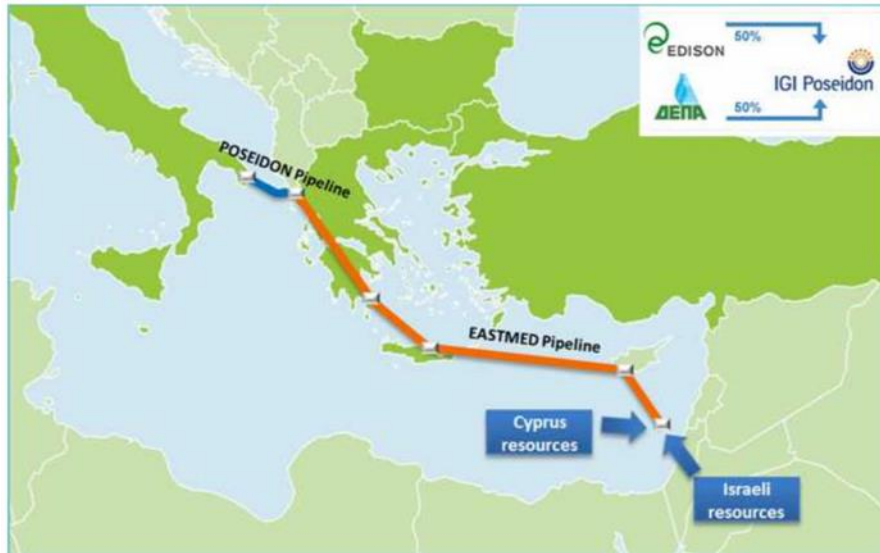 EDISON
50%
IGI Poseidon
ΔΕΠΑ
50%
POSEIDON Pipeline
EASTMED Pipeline
Cyprus
resources
Israeli
resources